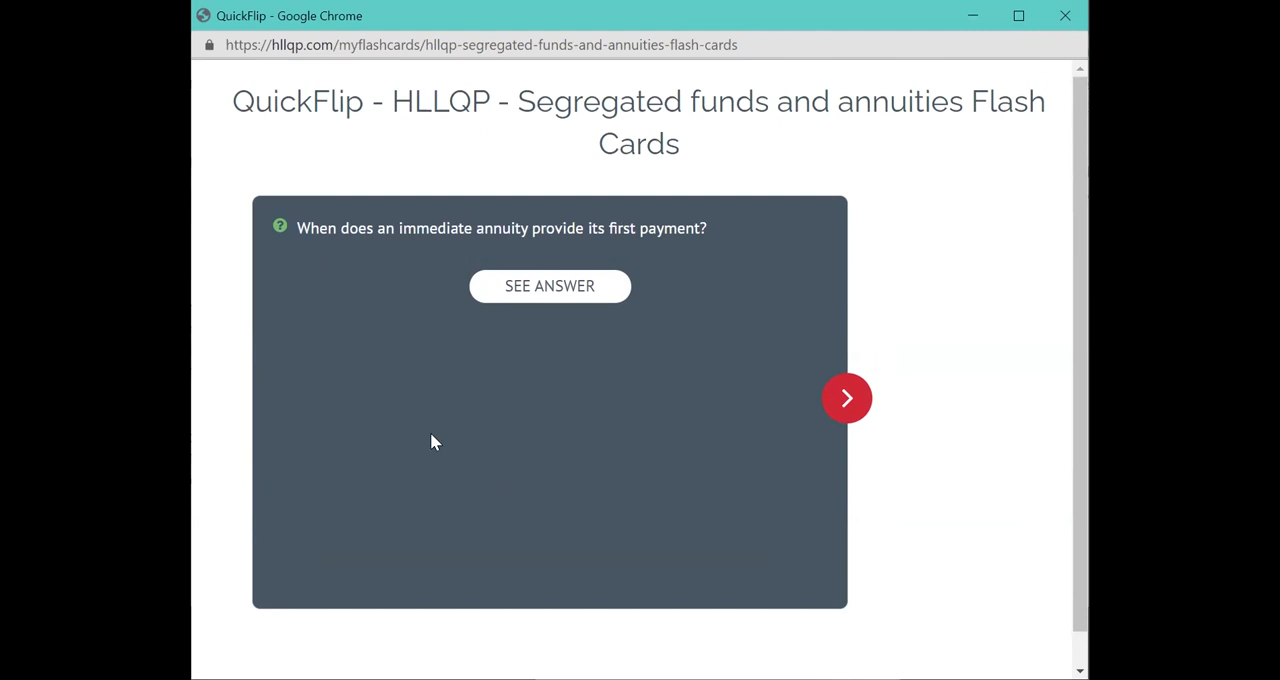 QuickFlip - Google Chrome
https://hllqp.com/myflashcards/hllqp-segregated-funds-and-annuities-flash-cards
QuickFlip - HLLQP - Segregated funds and annuities Flash
Cards
When does an immediate annuity provide its first payment?
SEE ANSWER